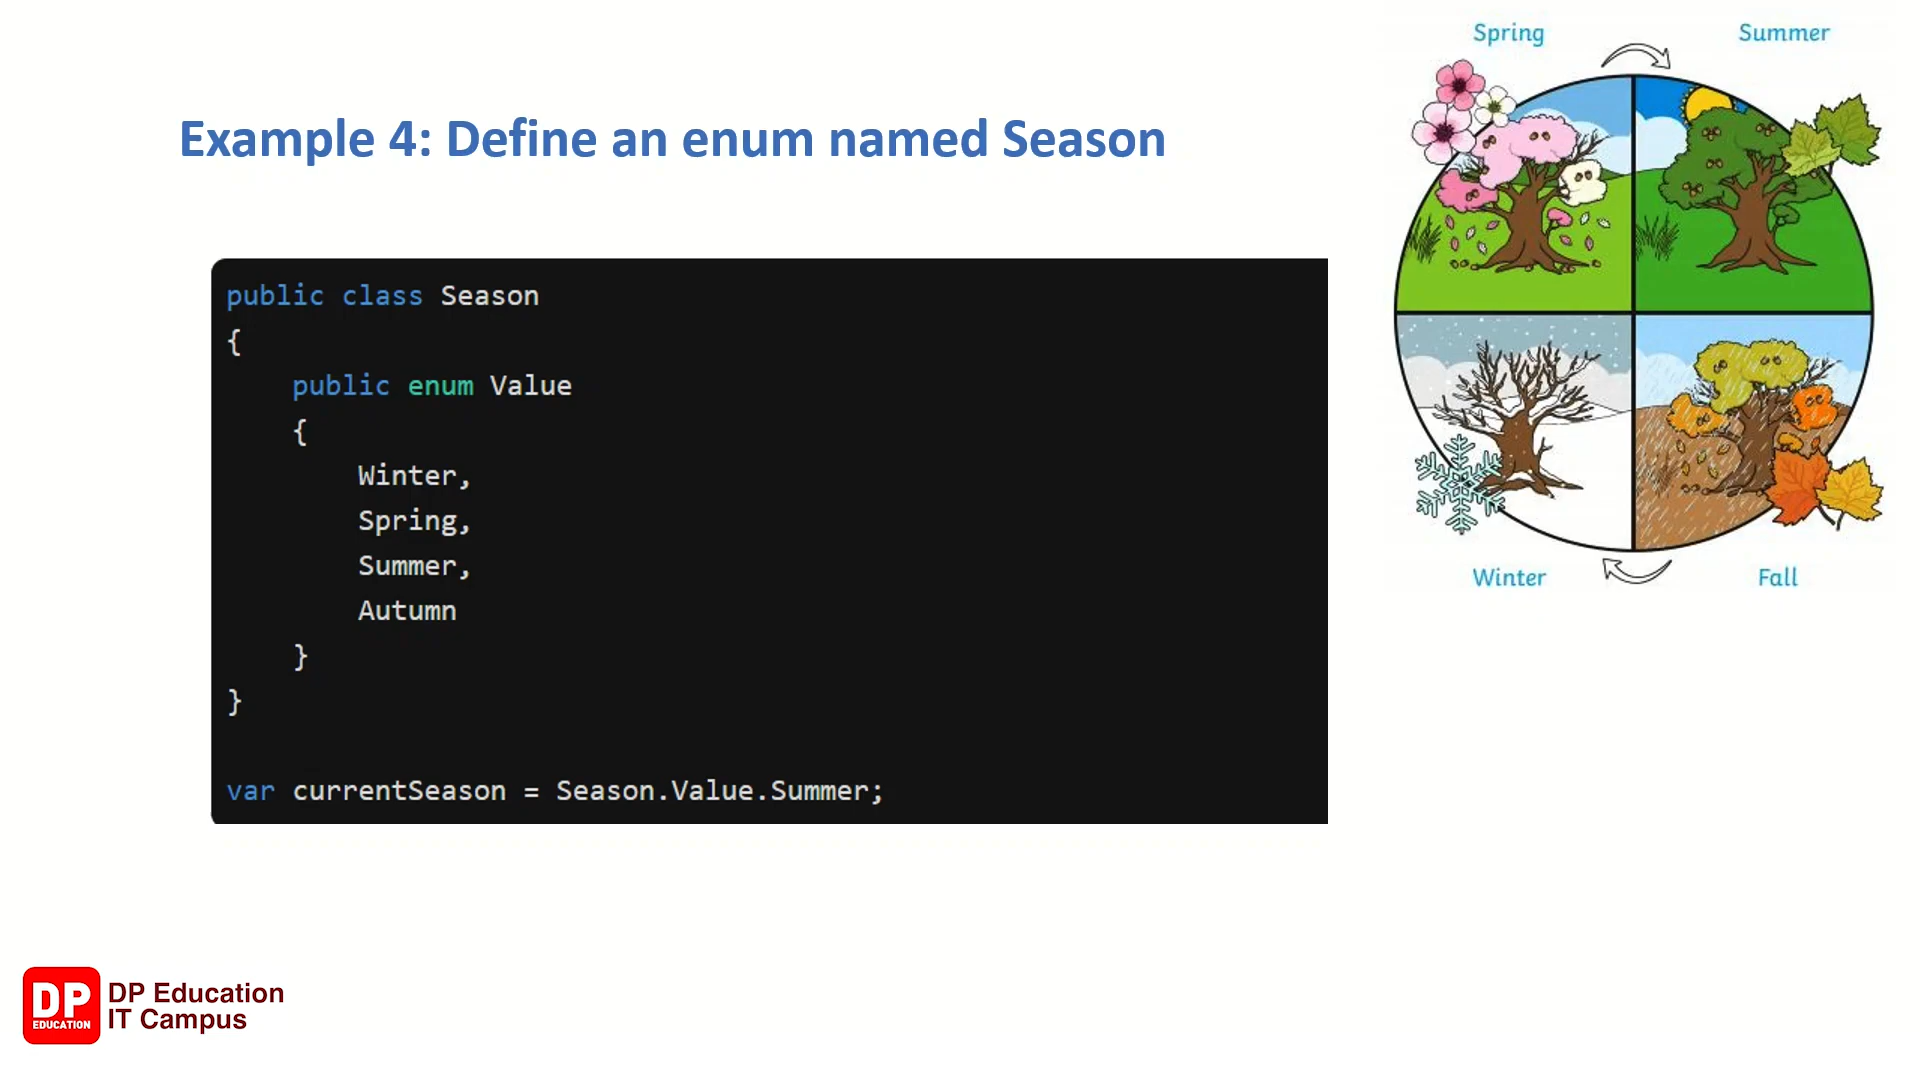 Spring
Summer
Example 4: Define an enum named Season
public class Season
{
    public enum Value
    {
        Winter,
        Spring,
        Summer,
        Autumn
    }
}
var currentSeason = Season.Value.Summer;
Winter
Fall
DP
EDUCATION
DP Education
IT Campus